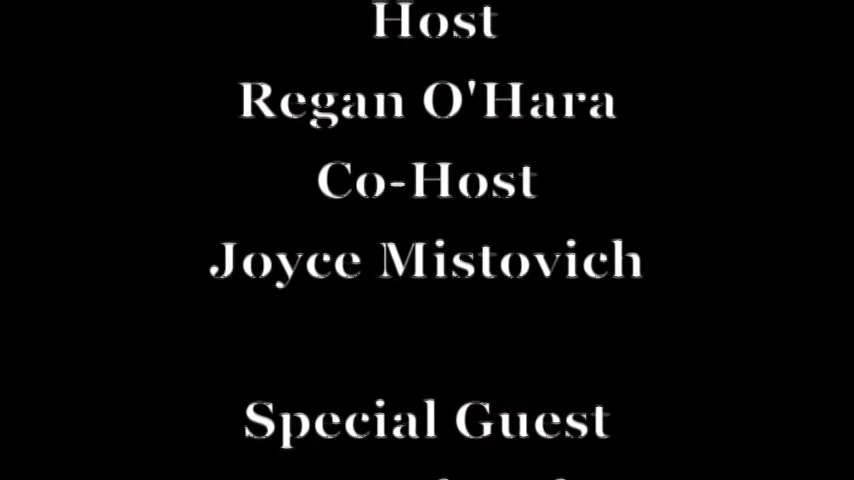 Host
Regan O'Hara
Co-Host
Joyce Mistovich
Special Guest